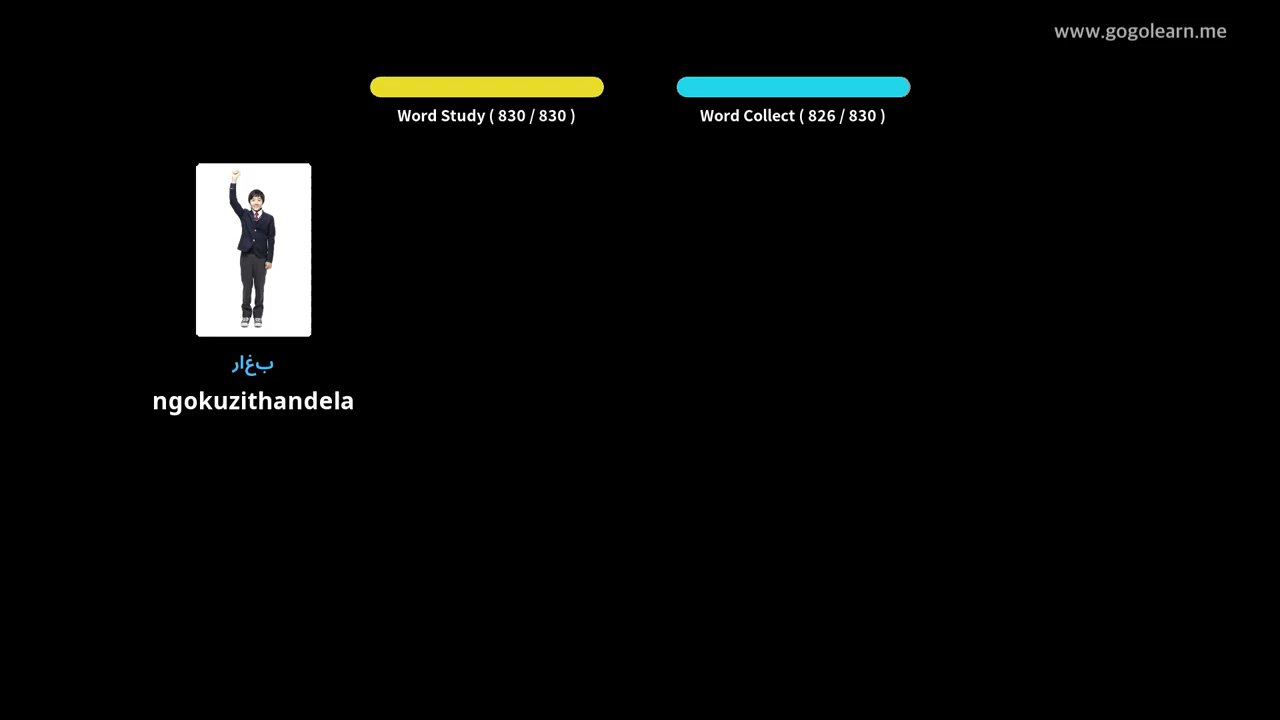 www.gogolearn.me
Word Study ( 830 / 830 )
Word Collect ( 826 / 830 )
بغار
ngokuzithandela